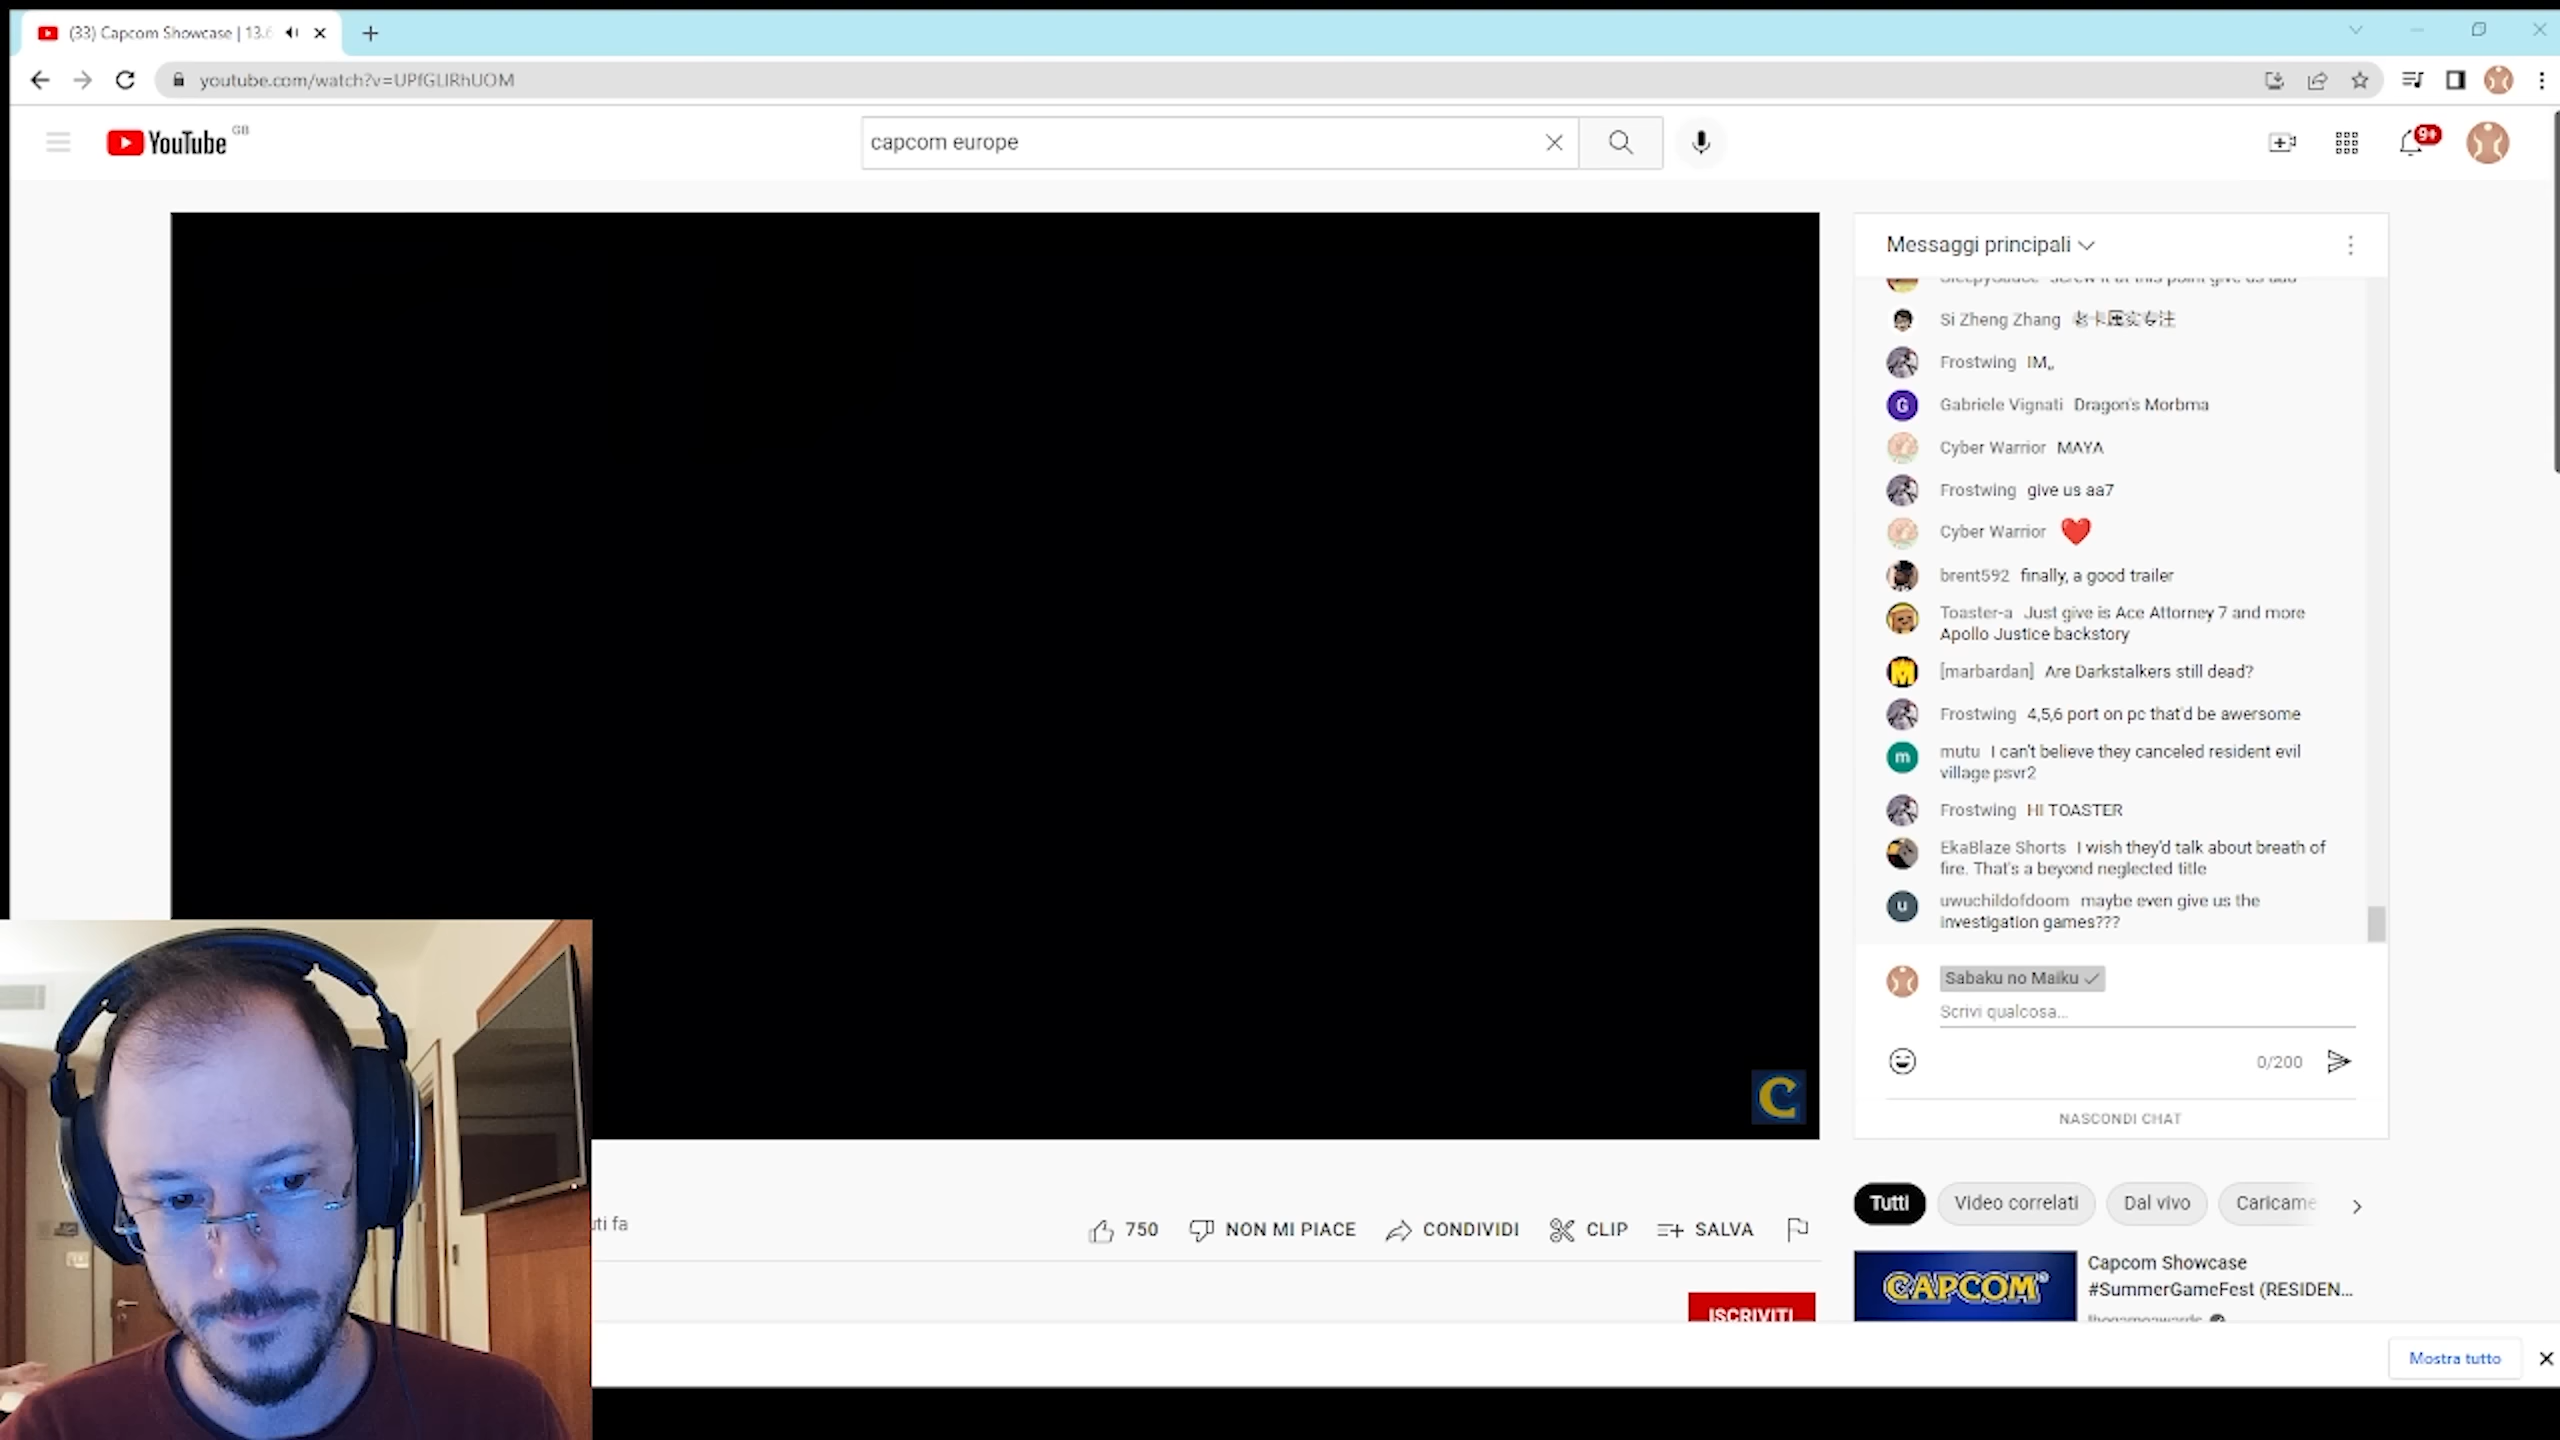 (33) Capcom Showcase | 13.6
youtube.com/watch?v=UPfGLlRhUOM
YouTube GB
capcom europe
9+
Messaggi principali
Si Zheng Zhang
Frostwing IM,,
G Gabriele Vignati Dragon's Morbma
Cyber Warrior MAYA
Frostwing give us aa7
Cyber Warrior ❤️
brent592 finally, a good trailer
Toaster-a Just give is Ace Attorney 7 and more
Apollo Justice backstory
[marbardan] Are Darkstalkers still dead?
Frostwing 4,5,6 port on pc that'd be awersome
m mutu I can't believe they canceled resident evil
village psvr2
Frostwing HI TOASTER
EkaBlaze Shorts I wish they'd talk about breath of
fire. That's a beyond neglected title
u uwuchildofdoom maybe even give us the
investigation games???
Sabaku no Maiku
Scrivi qualcosa...
0/200
NASCONDI CHAT
C
Tutti Video correlati Dal vivo Caricame
uti fa
750 NON MI PIACE CONDIVIDI CLIP SALVA
CAPCOM
Capcom Showcase
#SummerGameFest (RESIDEN...
thegameawards
ISCRIVITI
Mostra tutto